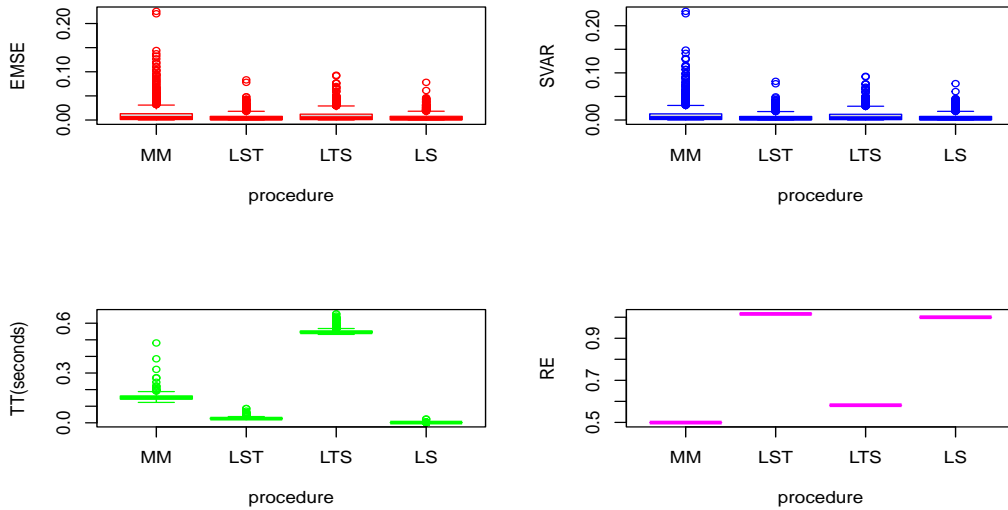 EMSE
0.00 0.10 0.20
MM LST LTS LS
procedure
SVAR
0.00 0.10 0.20
MM LST LTS LS
procedure
TT(seconds)
0.0 0.3 0.6
MM LST LTS LS
procedure
RE
0.5 0.7 0.9
MM LST LTS LS
procedure